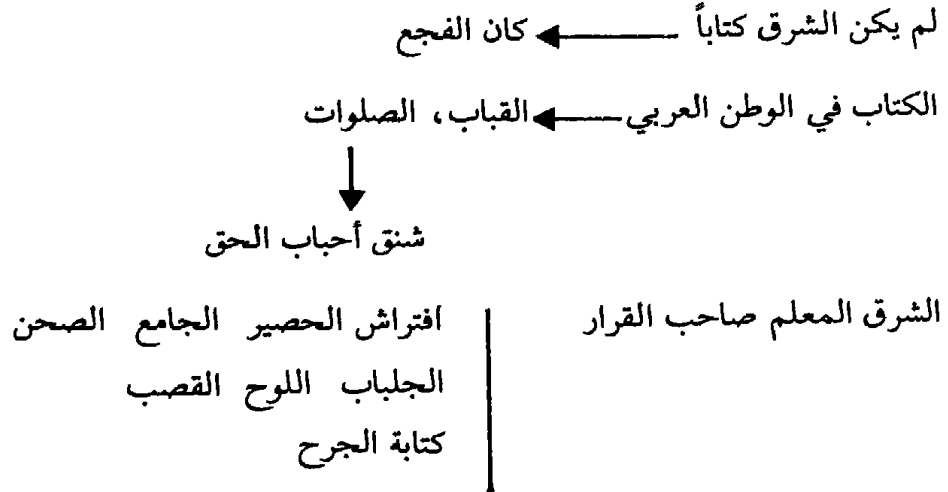 لم يكن الشرق كتاباً كان الفجع
الكتاب في الوطن العربي القباب، الصلوات
شنق أحباب الحق
الشرق المعلم صاحب القرار افتراش الحصير الجامع الصحن
الجلباب اللوح القصب
كتابة الجرح